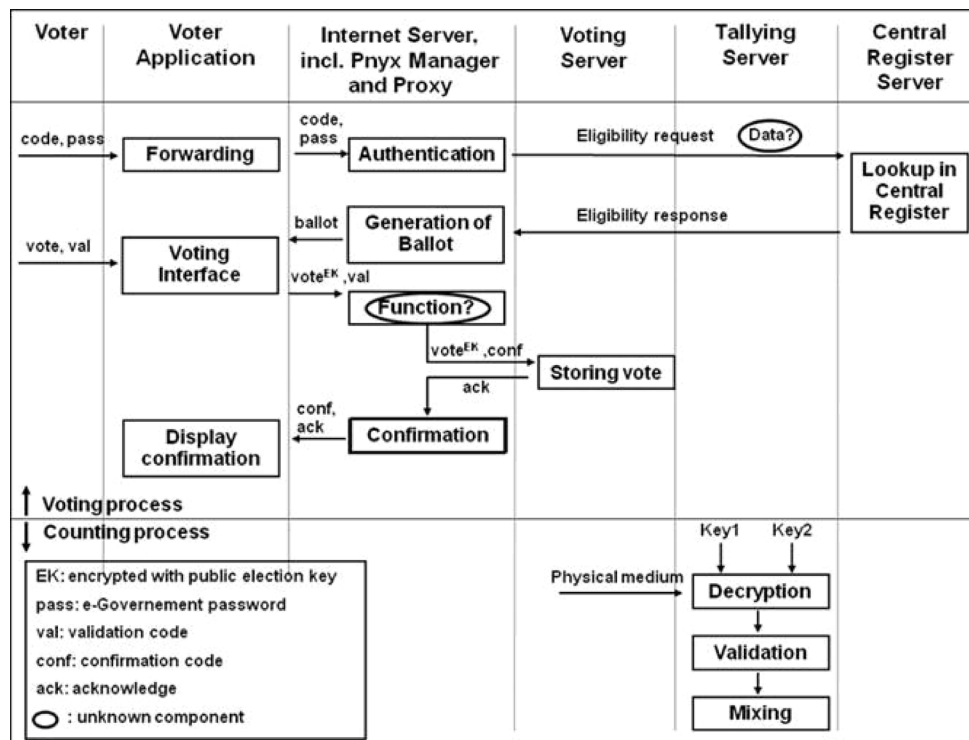 Voter
Voter
Application
Internet Server,
incl. Pnyx Manager
and Proxy
Voting
Server
Tallying
Server
Central
Register
Server
code, pass
Forwarding
code,
pass
Authentication
Eligibility request
Data?
Lookup in
Central
Register
Eligibility response
ballot
Generation of
Ballot
vote, val
Voting
Interface
vote^EK ,val
Function?
vote^EK ,conf
Storing vote
ack
conf,
ack
Confirmation
Display
confirmation
Voting process
Counting process
Key1
Key2
EK: encrypted with public election key
pass: e-Governement password
val: validation code
conf: confirmation code
ack: acknowledge
: unknown component
Physical medium
Decryption
Validation
Mixing